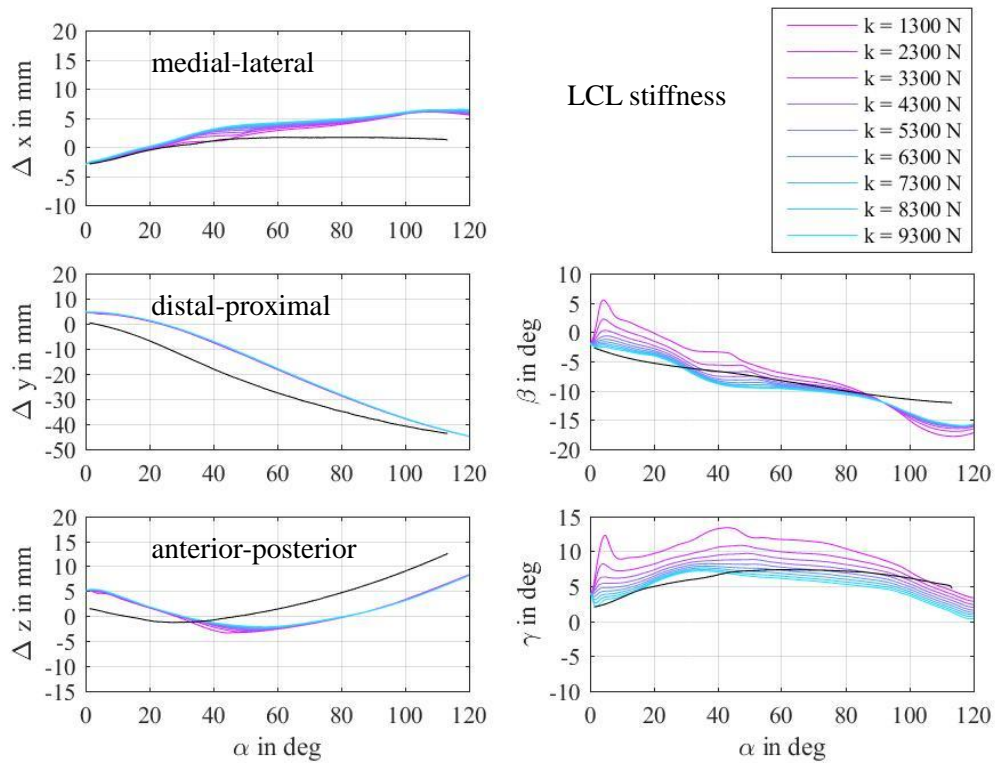 medial-lateral
Δ x in mm
10
5
0
-5
-10
0 20 40 60 80 100 120
LCL stiffness
k = 1300 N
k = 2300 N
k = 3300 N
k = 4300 N
k = 5300 N
k = 6300 N
k = 7300 N
k = 8300 N
k = 9300 N
distal-proximal
Δ y in mm
20
10
0
-10
-20
-30
-40
-50
0 20 40 60 80 100 120
β in deg
10
5
0
-5
-10
-15
-20
0 20 40 60 80 100 120
anterior-posterior
Δ z in mm
20
15
10
5
0
-5
-10
-15
0 20 40 60 80 100 120
α in deg
γ in deg
15
10
5
0
-5
-10
0 20 40 60 80 100 120
α in deg